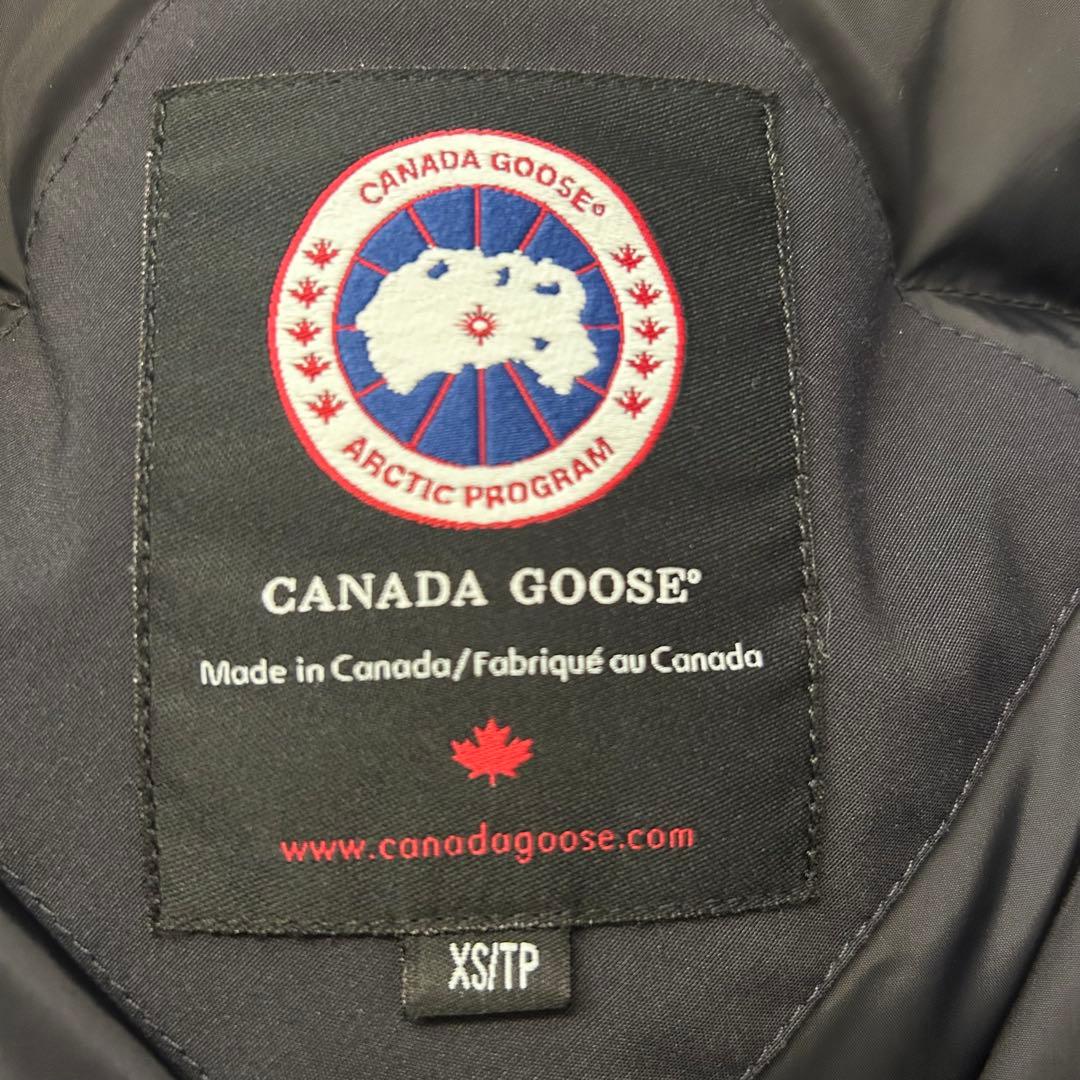 CANADA GOOSE®
ARCTIC PROGRAM
CANADA GOOSE®
Made in Canada/Fabriqué au Canada
www.canadagoose.com
XS/TP